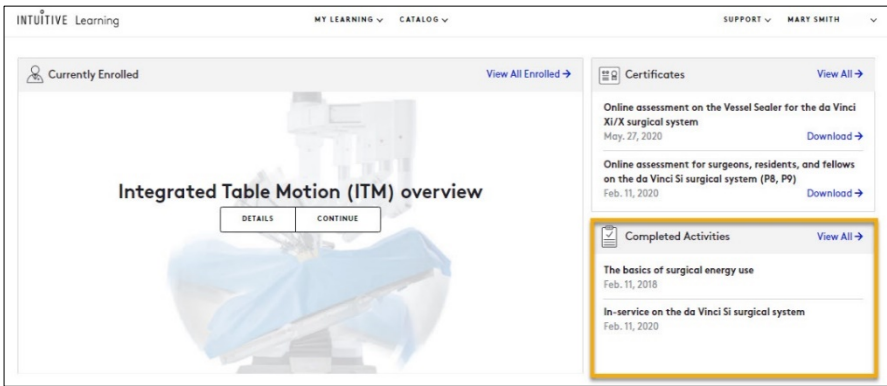 INTUITIVE Learning
MY LEARNING
CATALOG
SUPPORT
MARY SMITH
Currently Enrolled
View All Enrolled →
Integrated Table Motion (ITM) overview
DETAILS
CONTINUE
Certificates
View All →
Online assessment on the Vessel Sealer for the da Vinci
Xi/X surgical system
May. 27, 2020
Download →
Online assessment for surgeons, residents, and fellows
on the da Vinci Si surgical system (P8, P9)
Feb. 11, 2020
Download →
Completed Activities
View All →
The basics of surgical energy use
Feb. 11, 2018
In-service on the da Vinci Si surgical system
Feb. 11, 2020